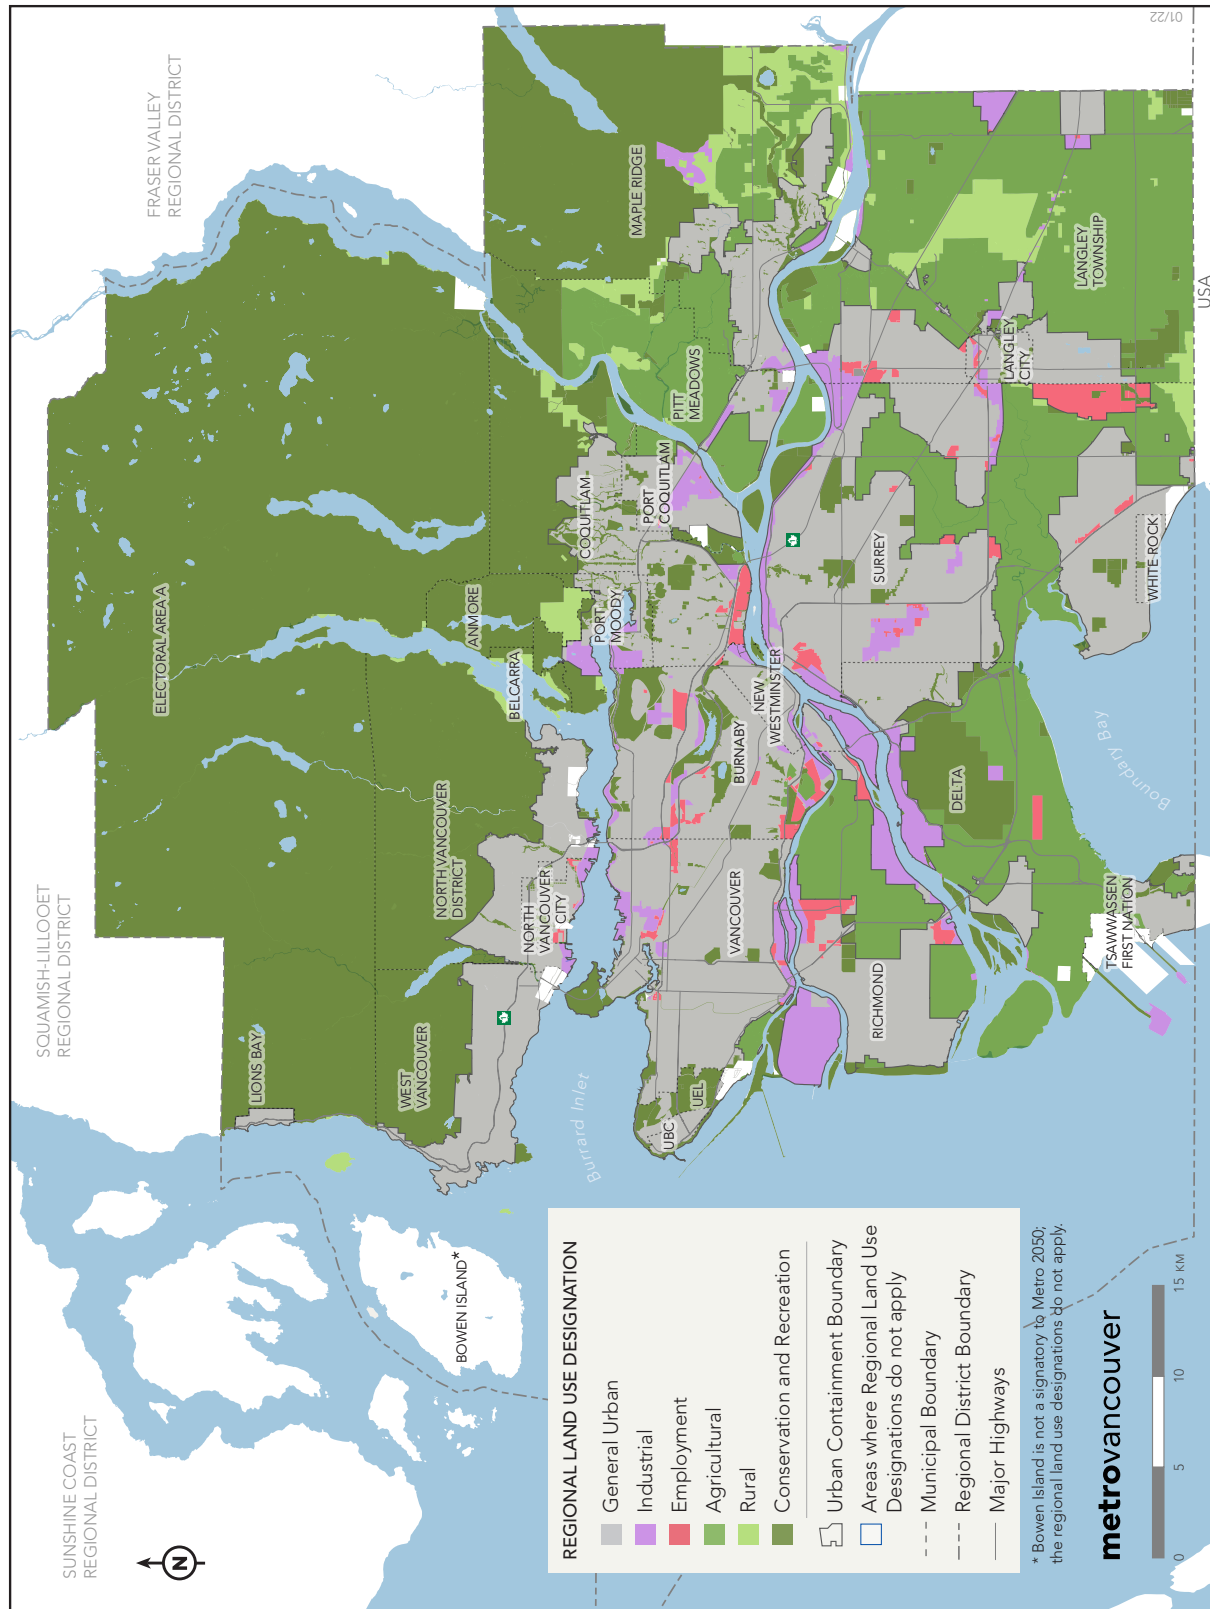 SUNSHINE COAST
REGIONAL DISTRICT
SQUAMISH-LILLOOET
REGIONAL DISTRICT
FRASER VALLEY
REGIONAL DISTRICT
N
ELECTORAL AREA A
LIONS BAY
BOWEN ISLAND*
WEST
VANCOUVER
NORTH VANCOUVER
DISTRICT
NORTH
VANCOUVER
CITY
BELCARRA
ANMORE
PORT
MOODY
COQUITLAM
PORT
COQUITLAM
PITT
MEADOWS
MAPLE RIDGE
Burrard Inlet
UBC
UEL
VANCOUVER
BURNABY
NEW
WESTMINSTER
RICHMOND
DELTA
SURREY
LANGLEY
CITY
LANGLEY
TOWNSHIP
WHITE ROCK
TSAWWASSEN
FIRST NATION
Boundary Bay
USA
01/22
REGIONAL LAND USE DESIGNATION
General Urban
Industrial
Employment
Agricultural
Rural
Conservation and Recreation
Urban Containment Boundary
Areas where Regional Land Use
Designations do not apply
Municipal Boundary
Regional District Boundary
Major Highways
* Bowen Island is not a signatory to Metro 2050;
the regional land use designations do not apply.
metrovancouver
0 5 10 15 KM